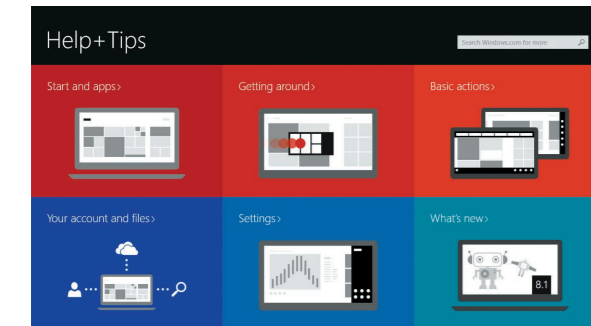 Help+Tips
Search Windows.com for more
Start and apps>
Getting around>
Basic actions>
Your account and files>
Settings>
What's new>
8.1